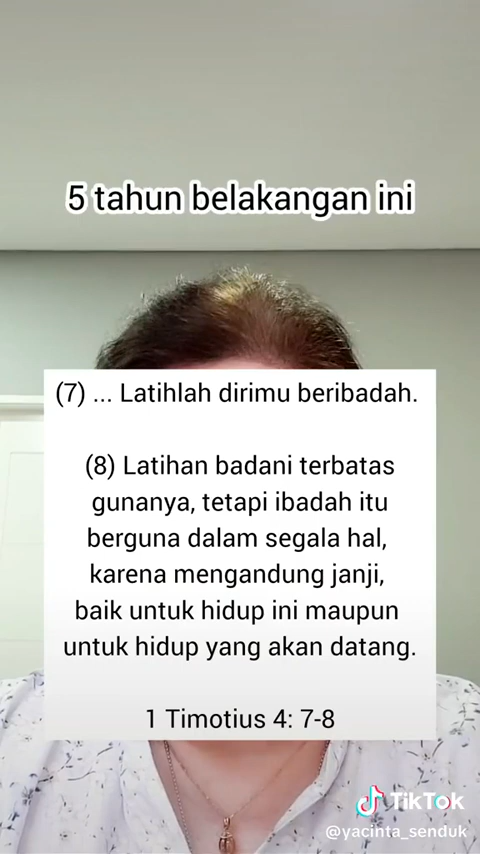 5 tahun belakangan ini
(7) ... Latihlah dirimu beribadah.
(8) Latihan badani terbatas
gunanya, tetapi ibadah itu
berguna dalam segala hal,
karena mengandung janji,
baik untuk hidup ini maupun
untuk hidup yang akan datang.
1 Timotius 4: 7-8
TikTok
@yacinta_senduk